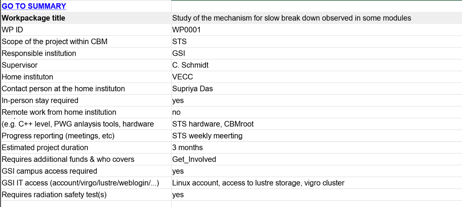 GO TO SUMMARY
Workpackage title Study of the mechanism for slow break down observed in some modules
WP ID WP0001
Scope of the project within CBM STS
Responsible institution GSI
Supervisor C. Schmidt
Home instituton VECC
Contact person at the home instituton Supriya Das
In-person stay required yes
Remote work from home institution no
(e.g. C++ level, PWG anlaysis tools, hardware STS hardware, CBMroot
Progress reporting (meetings, etc) STS weekly meerting
Estimated project duration 3 months
Requires addiitional funds & who covers Get_Involved
GSI campus access required yes
GSI IT access (account/virgo/lustre/weblogin/...) Linux account, access to lustre storage, vigro cluster
Requires radiation safety test(s) yes